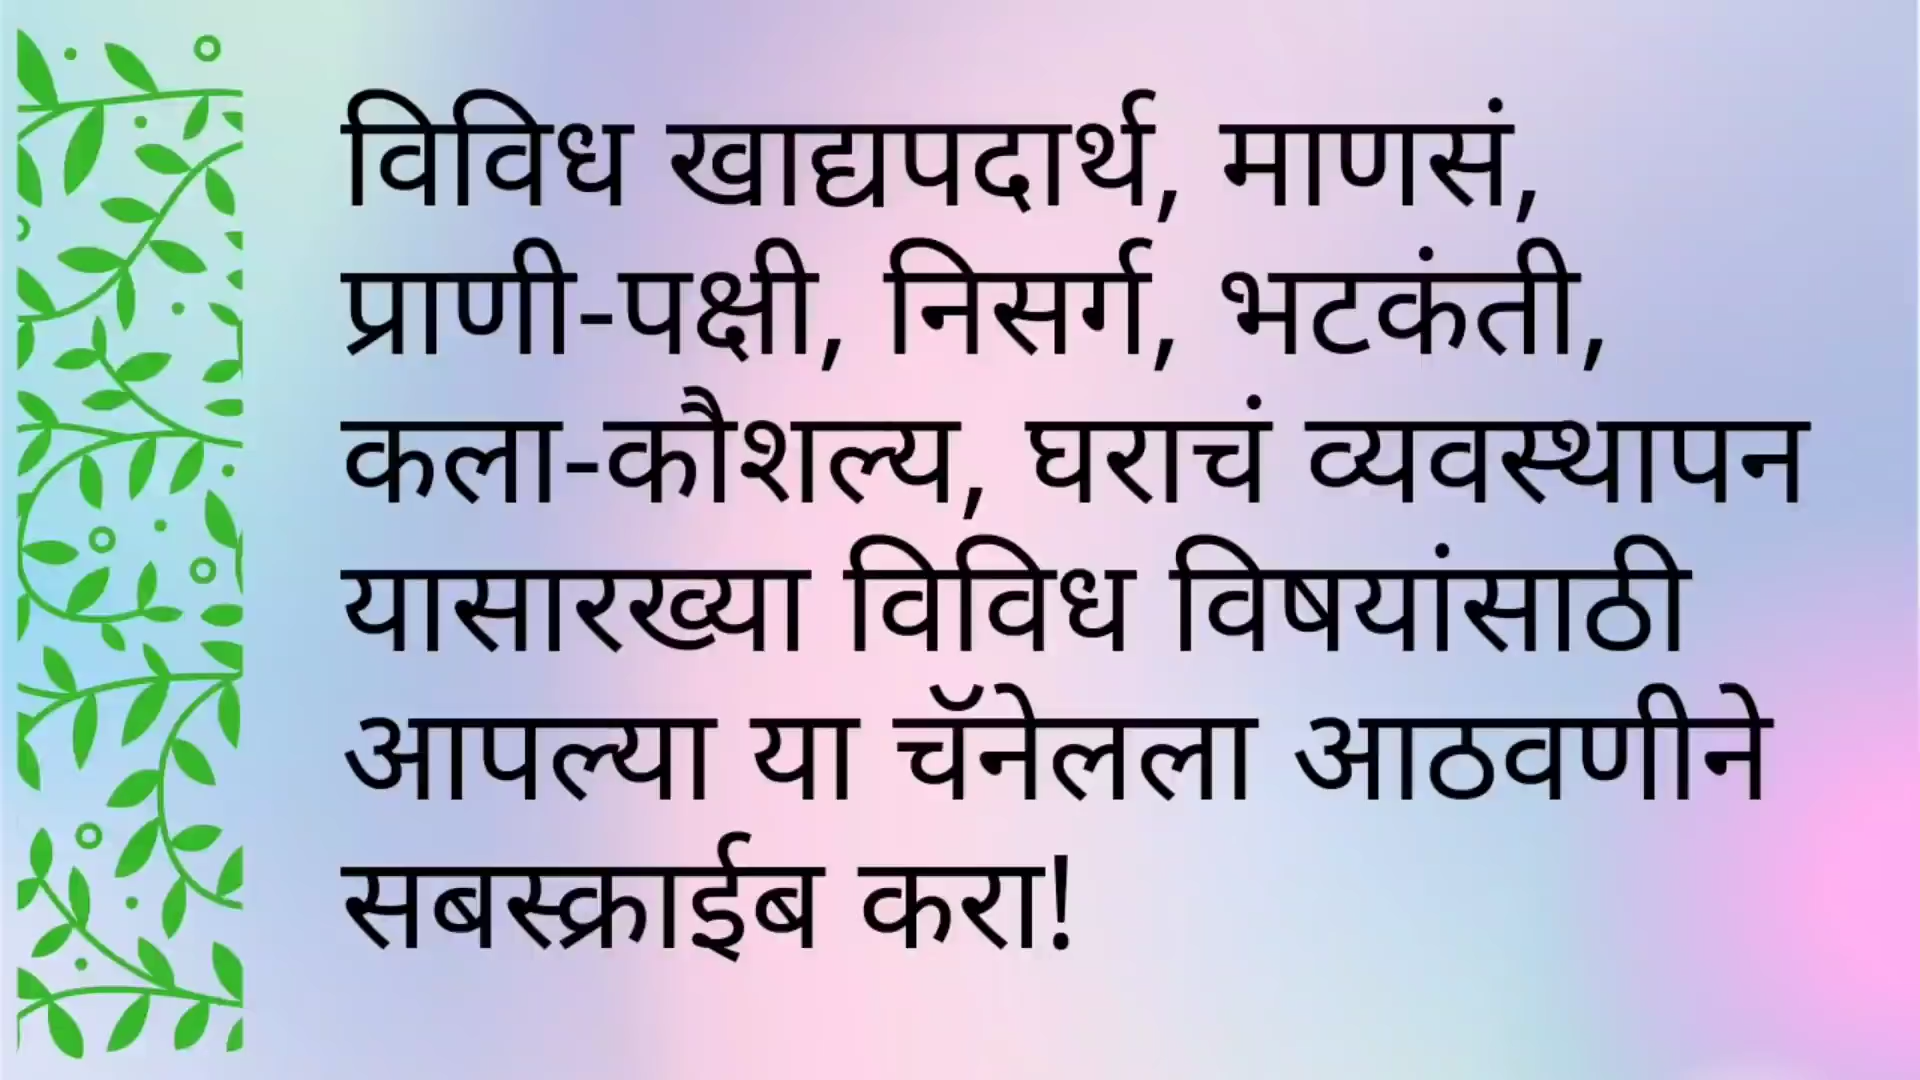 विविध खाद्यपदार्थ, माणसं,
प्राणी-पक्षी, निसर्ग, भटकंती,
कला-कौशल्य, घराचं व्यवस्थापन
यासारख्या विविध विषयांसाठी
आपल्या या चॅनेलला आठवणीने
सबस्क्राईब करा!